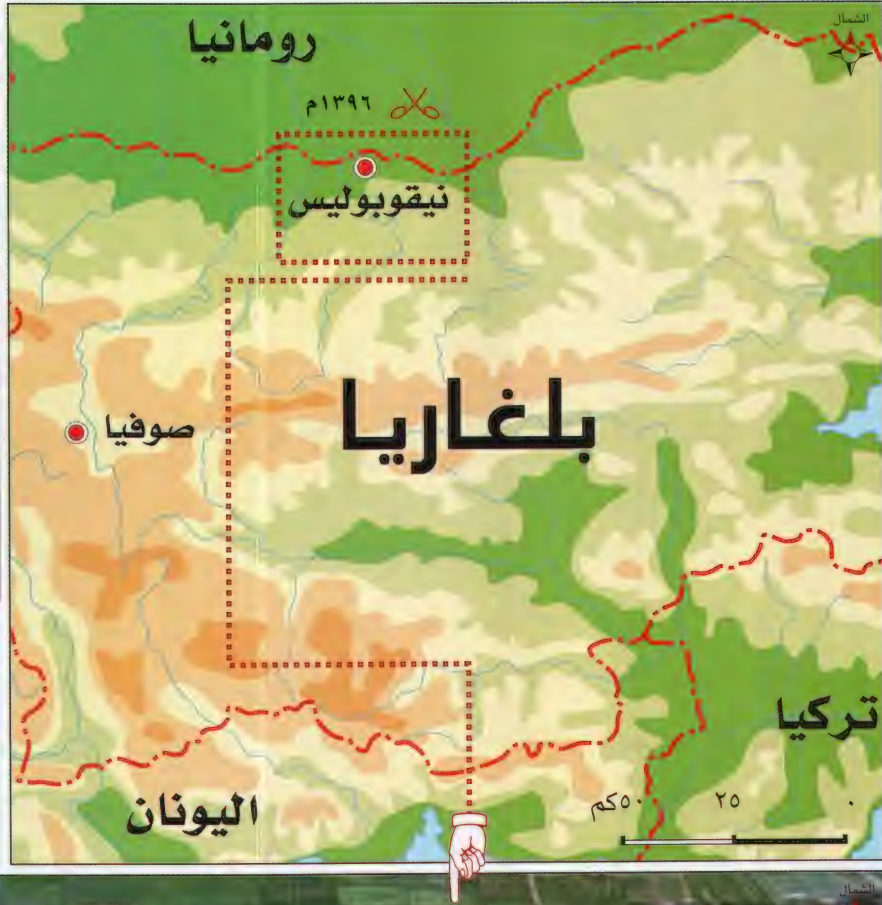 الشمال
رومانيا
١٣٩٦م
نيقوبوليس
بلغاريا
صوفيا
تركيا
اليونان
٠ ٢٥ ٥٠كم
الشمال